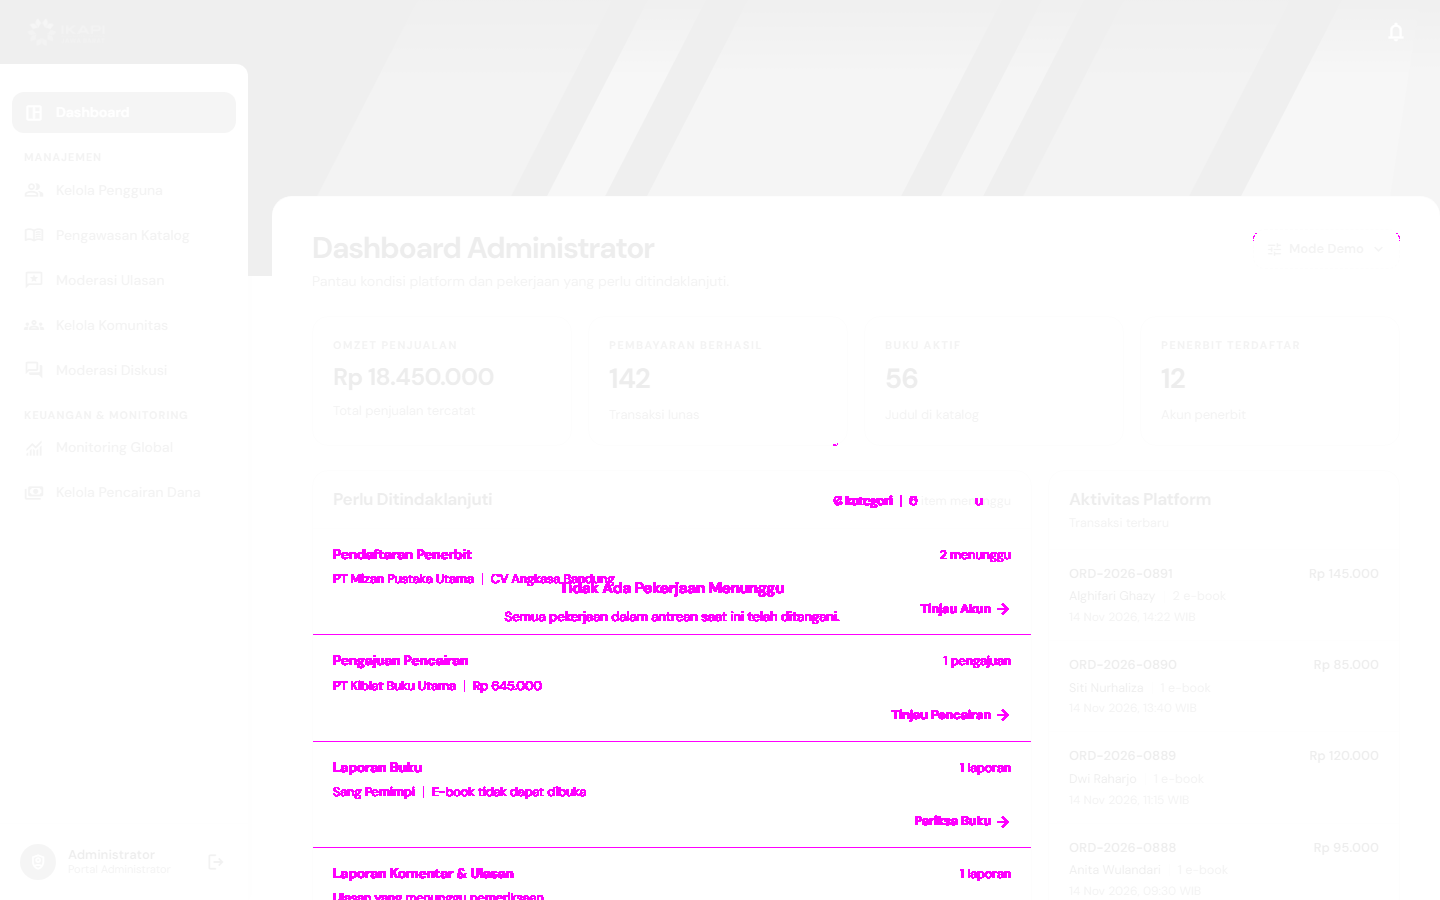 Dashboard
MANAJEMEN
Kelola Pengguna
Pengawasan Katalog
Moderasi Ulasan
Kelola Komunitas
Moderasi Diskusi
KEUANGAN & MONITORING
Monitoring Global
Kelola Pencairan Dana
Administrator
Portal Administrator
Dashboard Administrator
Pantau kondisi platform dan pekerjaan yang perlu ditindaklanjuti.
Mode Demo
OMZET PENJUALAN
Rp 18.450.000
Total penjualan tercatat
PEMBAYARAN BERHASIL
142
Transaksi lunas
BUKU AKTIF
56
Judul di katalog
PENERBIT TERDAFTAR
12
Akun penerbit
Perlu Ditindaklanjuti
kategori |
Pendaftaran Penerbit
2 menunggu
PT Mizan Pustaka Utama | CV Angkasa Bandung
Tidak Ada Pekerjaan Menunggu
Tinjau Akun →
Semua pekerjaan dalam antrean saat ini telah ditangani.
Pengajuan Pencairan
1 pengajuan
PT Kiblat Buku Utama | Rp 645.000
Tinjau Pencairan →
Laporan Buku
1 laporan
Sang Pemimpi | E-book tidak dapat dibuka
Periksa Buku →
Laporan Komentar & Ulasan
1 laporan
Ulasan yang menunggu pemeriksaan
Aktivitas Platform
Transaksi terbaru
ORD-2026-0891
Rp 145.000
Alghifari Ghazy 2 e-book
14 Nov 2026, 14:22 WIB
ORD-2026-0890
Rp 85.000
Siti Nurhaliza 1 e-book
14 Nov 2026, 13:40 WIB
ORD-2026-0889
Rp 120.000
Dwi Raharjo 1 e-book
14 Nov 2026, 11:15 WIB
ORD-2026-0888
Rp 95.000
Anita Wulandari 1 e-book
14 Nov 2026, 09:30 WIB